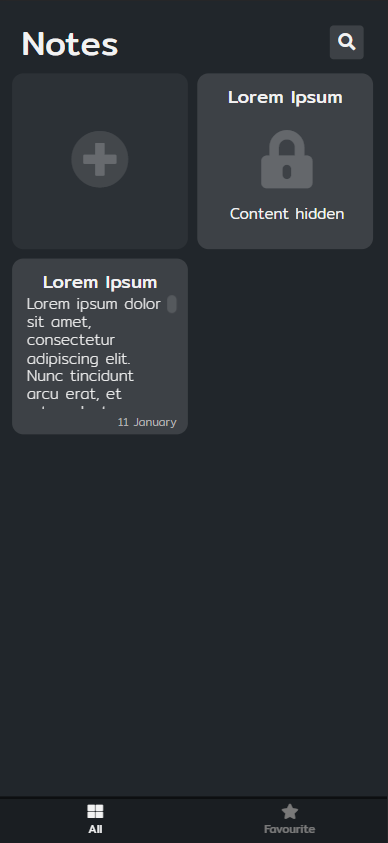 Notes
Lorem Ipsum
Content hidden
Lorem Ipsum
Lorem ipsum dolor
sit amet,
consectetur
adipiscing elit.
Nunc tincidunt
arcu erat, et
11 January
All
Favourite